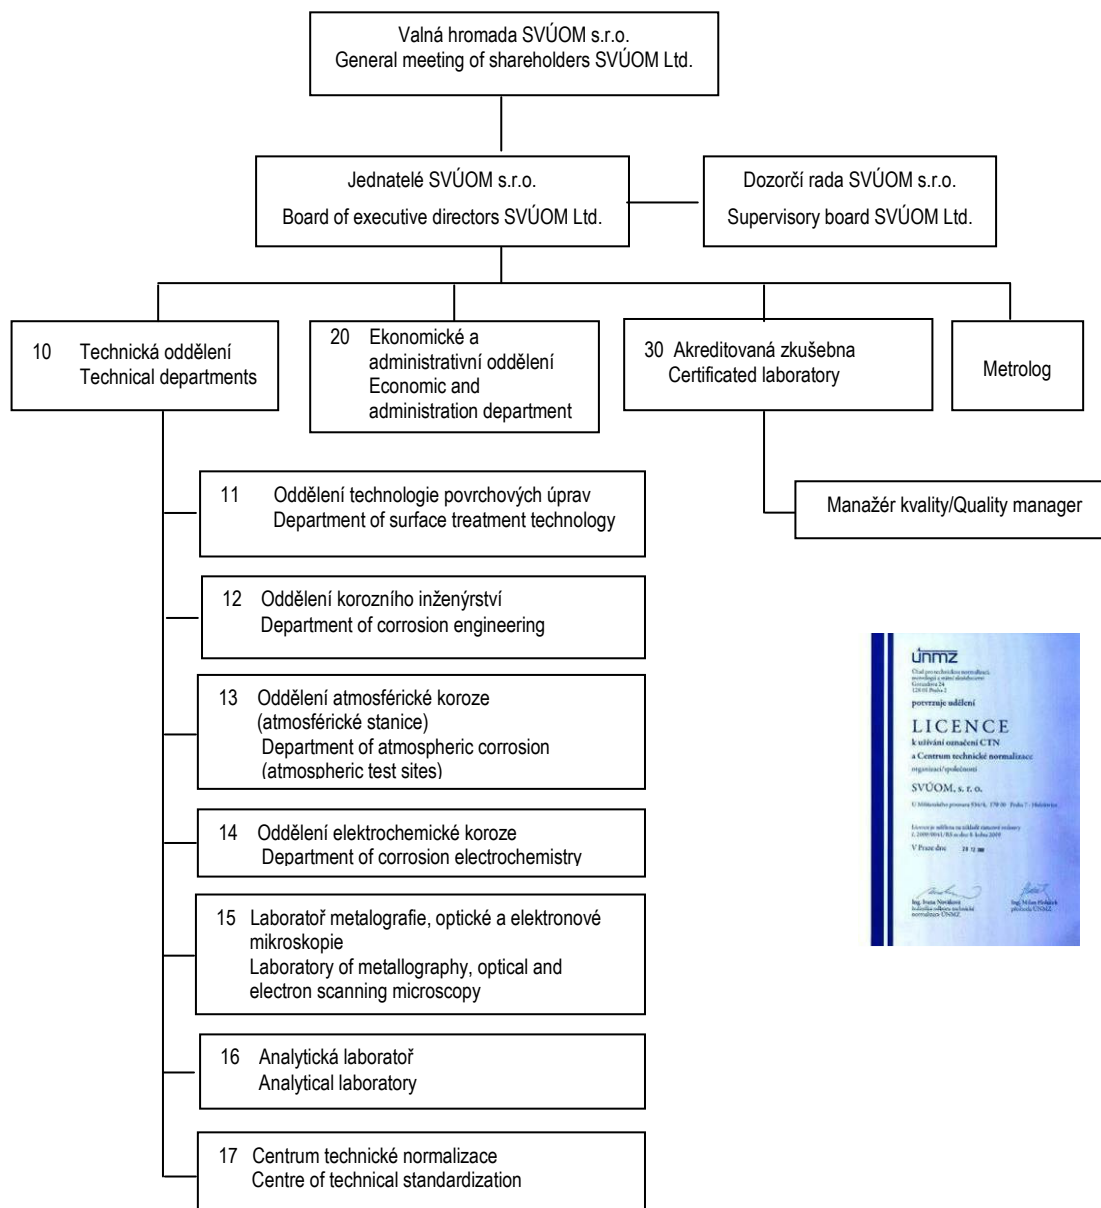 Valná hromada SVÚOM s.r.o.
General meeting of shareholders SVÚOM Ltd.
Jednatelé SVÚOM s.r.o.
Board of executive directors SVÚOM Ltd.
Dozorčí rada SVÚOM s.r.o.
Supervisory board SVÚOM Ltd.
10 Technická oddělení
Technical departments
20 Ekonomické a
administrativní oddělení
Economic and
administration department
30 Akreditovaná zkušebna
Certificated laboratory
Metrolog
11 Oddělení technologie povrchových úprav
Department of surface treatment technology
Manažér kvality/Quality manager
12 Oddělení korozního inženýrství
Department of corrosion engineering
13 Oddělení atmosférické koroze
(atmosférické stanice)
Department of atmospheric corrosion
(atmospheric test sites)
14 Oddělení elektrochemické koroze
Department of corrosion electrochemistry
15 Laboratoř metalografie, optické a elektronové
mikroskopie
Laboratory of metallography, optical and
electron scanning microscopy
16 Analytická laboratoř
Analytical laboratory
17 Centrum technické normalizace
Centre of technical standardization
únmz
potvrzuje udělení
LICENCE
k užívání označení CTN
a Centrum technické normalizace
organizaci/společnosti
SVÚOM, s. r. o.
V Praze dne